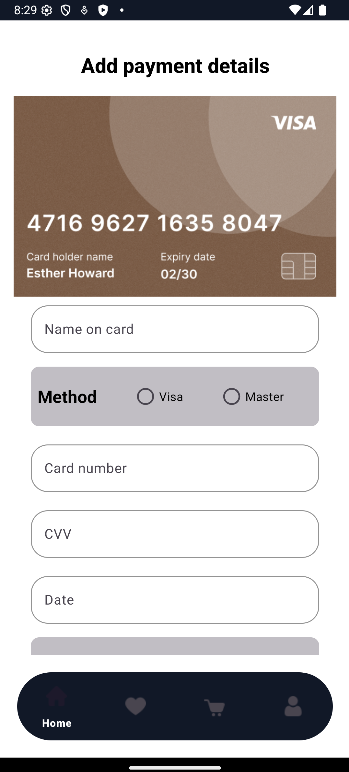 8:29
Add payment details
VISA
4716 9627 1635 8047
Card holder name Expiry date
Esther Howard 02/30
Name on card
Method Visa Master
Card number
CVV
Date
Home